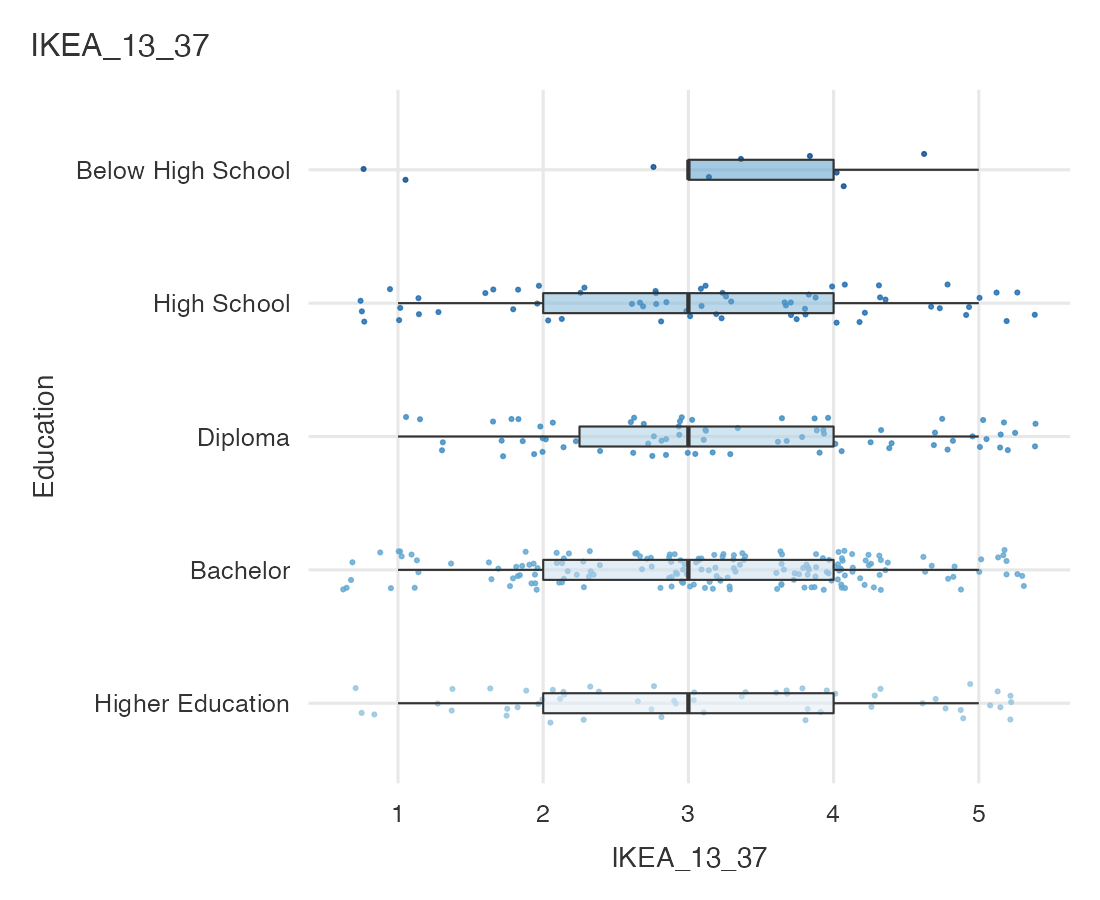 IKEA_13_37
Below High School
High School
Diploma
Bachelor
Higher Education
Education
1 2 3 4 5
IKEA_13_37